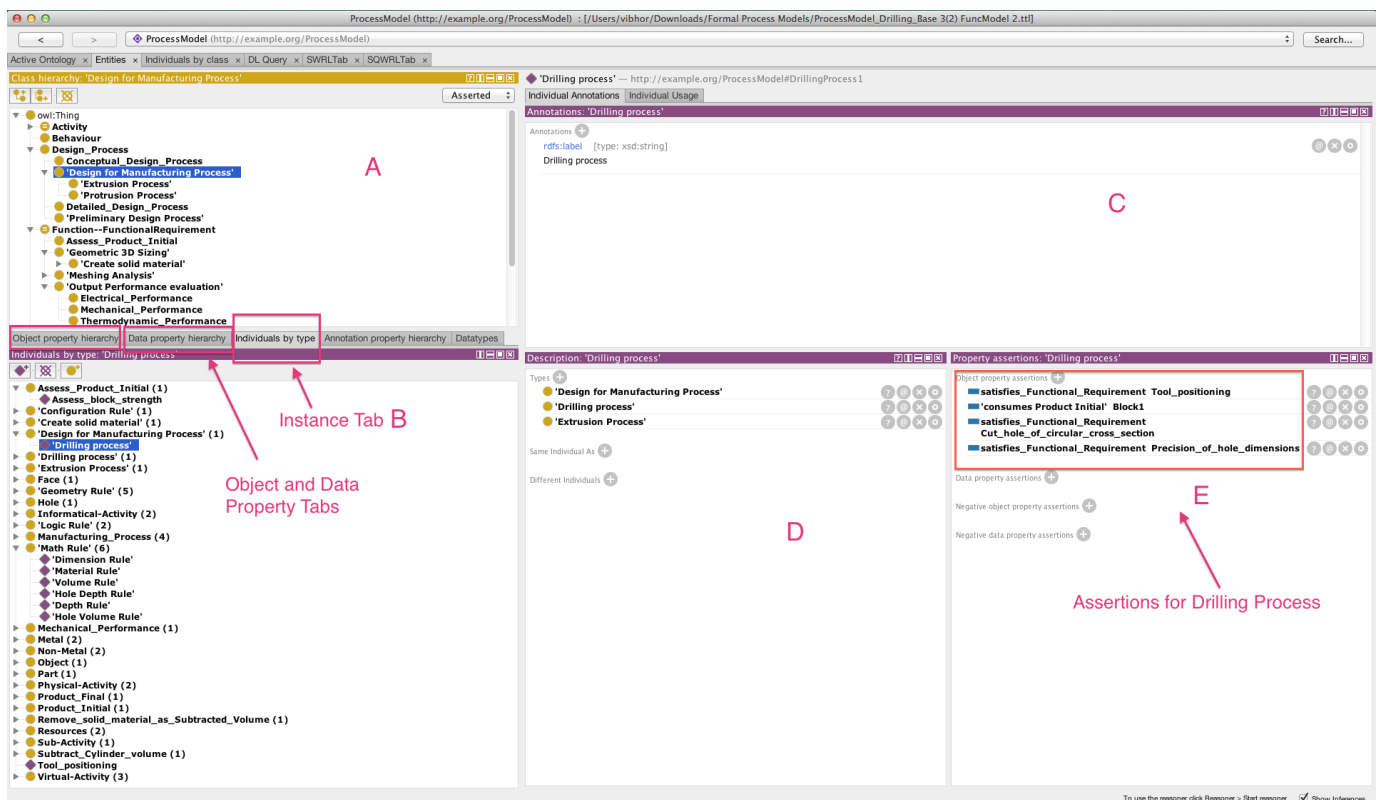 ProcessModel (http://example.org/ProcessModel) : [/Users/vibhor/Downloads/Formal Process Models/ProcessModel_Drilling_Base 3(2) FuncModel 2.ttl]
< > ProcessModel (http://example.org/ProcessModel) Search...
Active Ontology × Entities × Individuals by class × DL Query × SWRLTab × SQWRLTab ×
Class hierarchy: 'Design for Manufacturing Process'
Asserted
owl:Thing
Activity
Behaviour
Design_Process
Conceptual_Design_Process
'Design for Manufacturing Process'
'Extrusion Process'
'Protrusion Process'
Detailed_Design_Process
'Preliminary Design Process'
Function--FunctionalRequirement
Assess_Product_Initial
'Geometric 3D Sizing'
'Create solid material'
'Meshing Analysis'
'Output Performance evaluation'
Electrical_Performance
Mechanical_Performance
Thermodynamic_Performance
A
'Drilling process' — http://example.org/ProcessModel#DrillingProcess1
Individual Annotations Individual Usage
Annotations: 'Drilling process'
Annotations
rdfs:label [type: xsd:string]
Drilling process
C
Object property hierarchy Data property hierarchy Individuals by type Annotation property hierarchy Datatypes
Individuals by type: 'Drilling process'
Assess_Product_Initial (1)
Assess_block_strength
'Configuration Rule' (1)
'Create solid material' (1)
'Design for Manufacturing Process' (1)
'Drilling process'
'Drilling process' (1)
'Extrusion Process' (1)
Face (1)
'Geometry Rule' (5)
Hole (1)
Informatical-Activity (2)
'Logic Rule' (2)
Manufacturing_Process (4)
'Math Rule' (6)
'Dimension Rule'
'Material Rule'
'Volume Rule'
'Hole Depth Rule'
'Depth Rule'
'Hole Volume Rule'
Mechanical_Performance (1)
Metal (2)
Non-Metal (2)
Object (1)
Part (1)
Physical-Activity (2)
Product_Final (1)
Product_Initial (1)
Remove_solid_material_as_Subtracted_Volume (1)
Resources (2)
Sub-Activity (1)
Subtract_Cylinder_volume (1)
Tool_positioning
Virtual-Activity (3)
Instance Tab B
Object and Data
Property Tabs
Description: 'Drilling process'
Types
'Design for Manufacturing Process'
'Drilling process'
'Extrusion Process'
Same Individual As
Different Individuals
D
Property assertions: 'Drilling process'
Object property assertions
satisfies_Functional_Requirement Tool_positioning
'consumes Product Initial' Block1
satisfies_Functional_Requirement
Cut_hole_of_circular_cross_section
satisfies_Functional_Requirement Precision_of_hole_dimensions
Data property assertions
E
Negative object property assertions
Negative data property assertions
Assertions for Drilling Process
To use the reasoner click Reasoner > Start reasoner Show Inferences